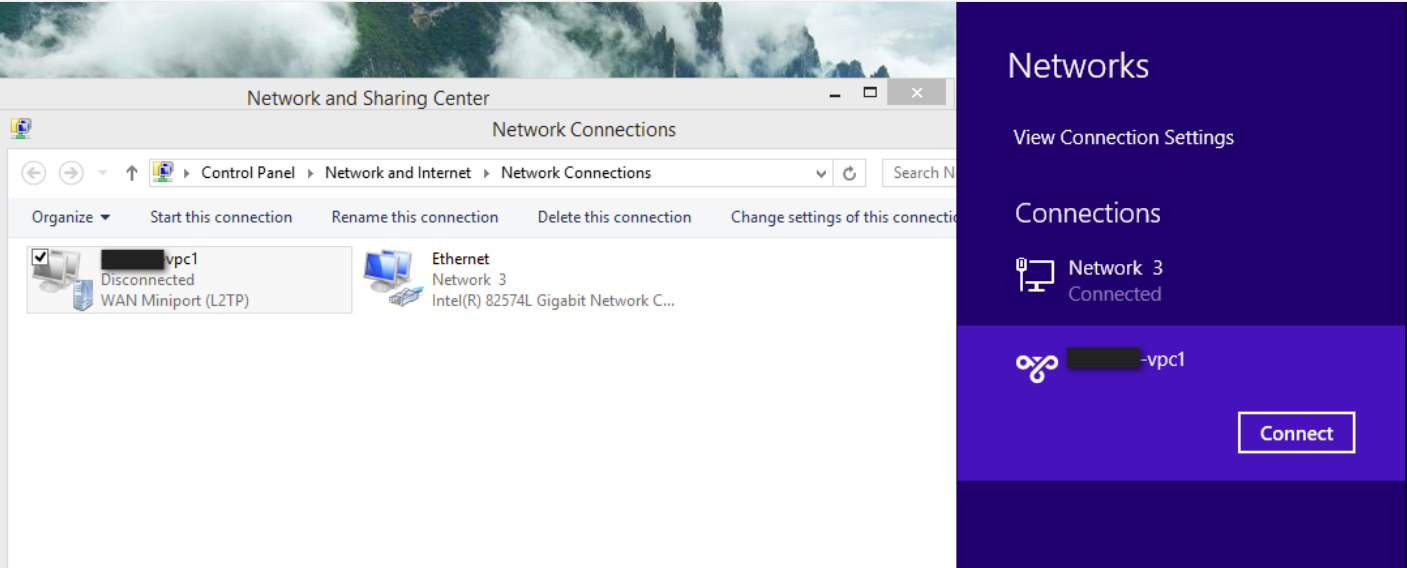 Network and Sharing Center
Network Connections
Control Panel Network and Internet Network Connections
Search N
Organize Start this connection Rename this connection Delete this connection Change settings of this connectio
vpc1
Disconnected
WAN Miniport (L2TP)
Ethernet
Network 3
Intel(R) 82574L Gigabit Network C...
Networks
View Connection Settings
Connections
Network 3
Connected
-vpc1
Connect